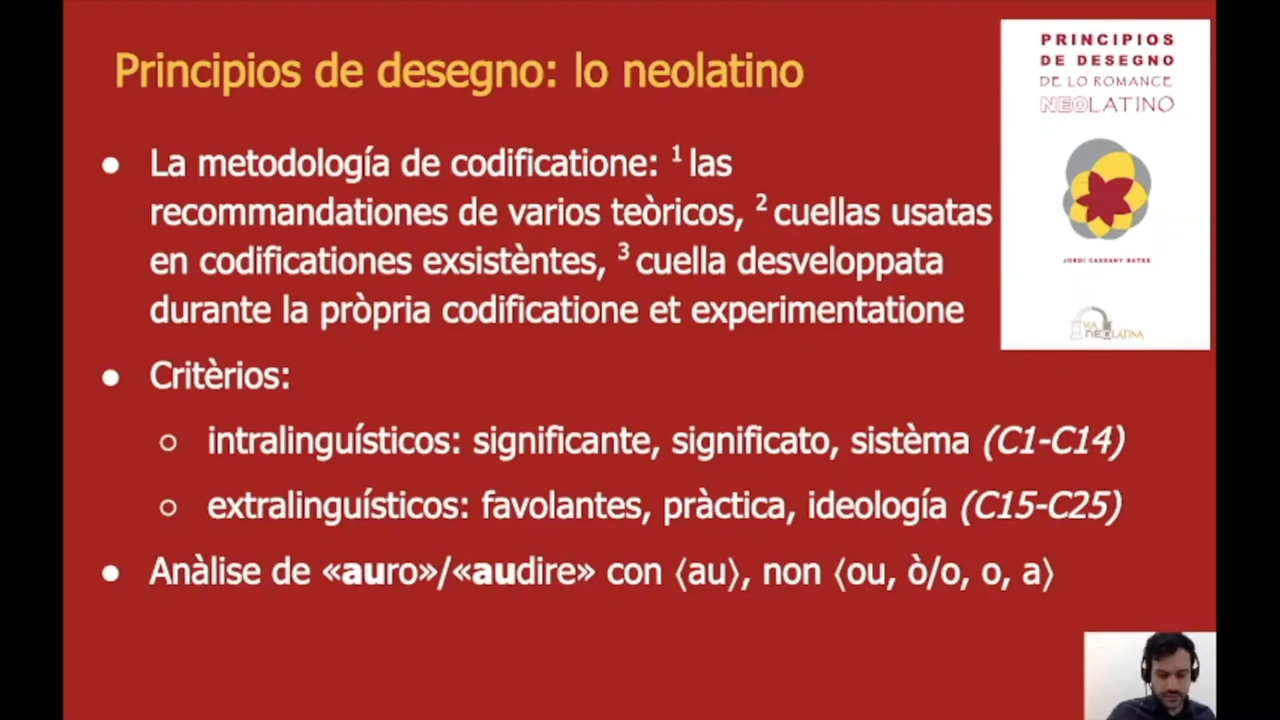 Principios de desegno: lo neolatino
● La metodología de codificatione: ¹ las
recommandationes de varios teòricos, ² cuellas usatas
en codificationes exsistèntes, ³ cuella desveloppata
durante la pròpria codificatione et experimentatione
● Critèrios:
○ intralinguísticos: significante, significato, sistèma (C1-C14)
○ extralinguísticos: favolantes, pràctica, ideología (C15-C25)
● Anàlise de «auro»/«audire» con ⟨au⟩, non ⟨ou, ò/o, o, a⟩
PRINCIPIOS
DE DESEGNO
DE LO ROMANCE
NEOLATINO
JORDI CASSANY BATES
VIA
NEOLATINA